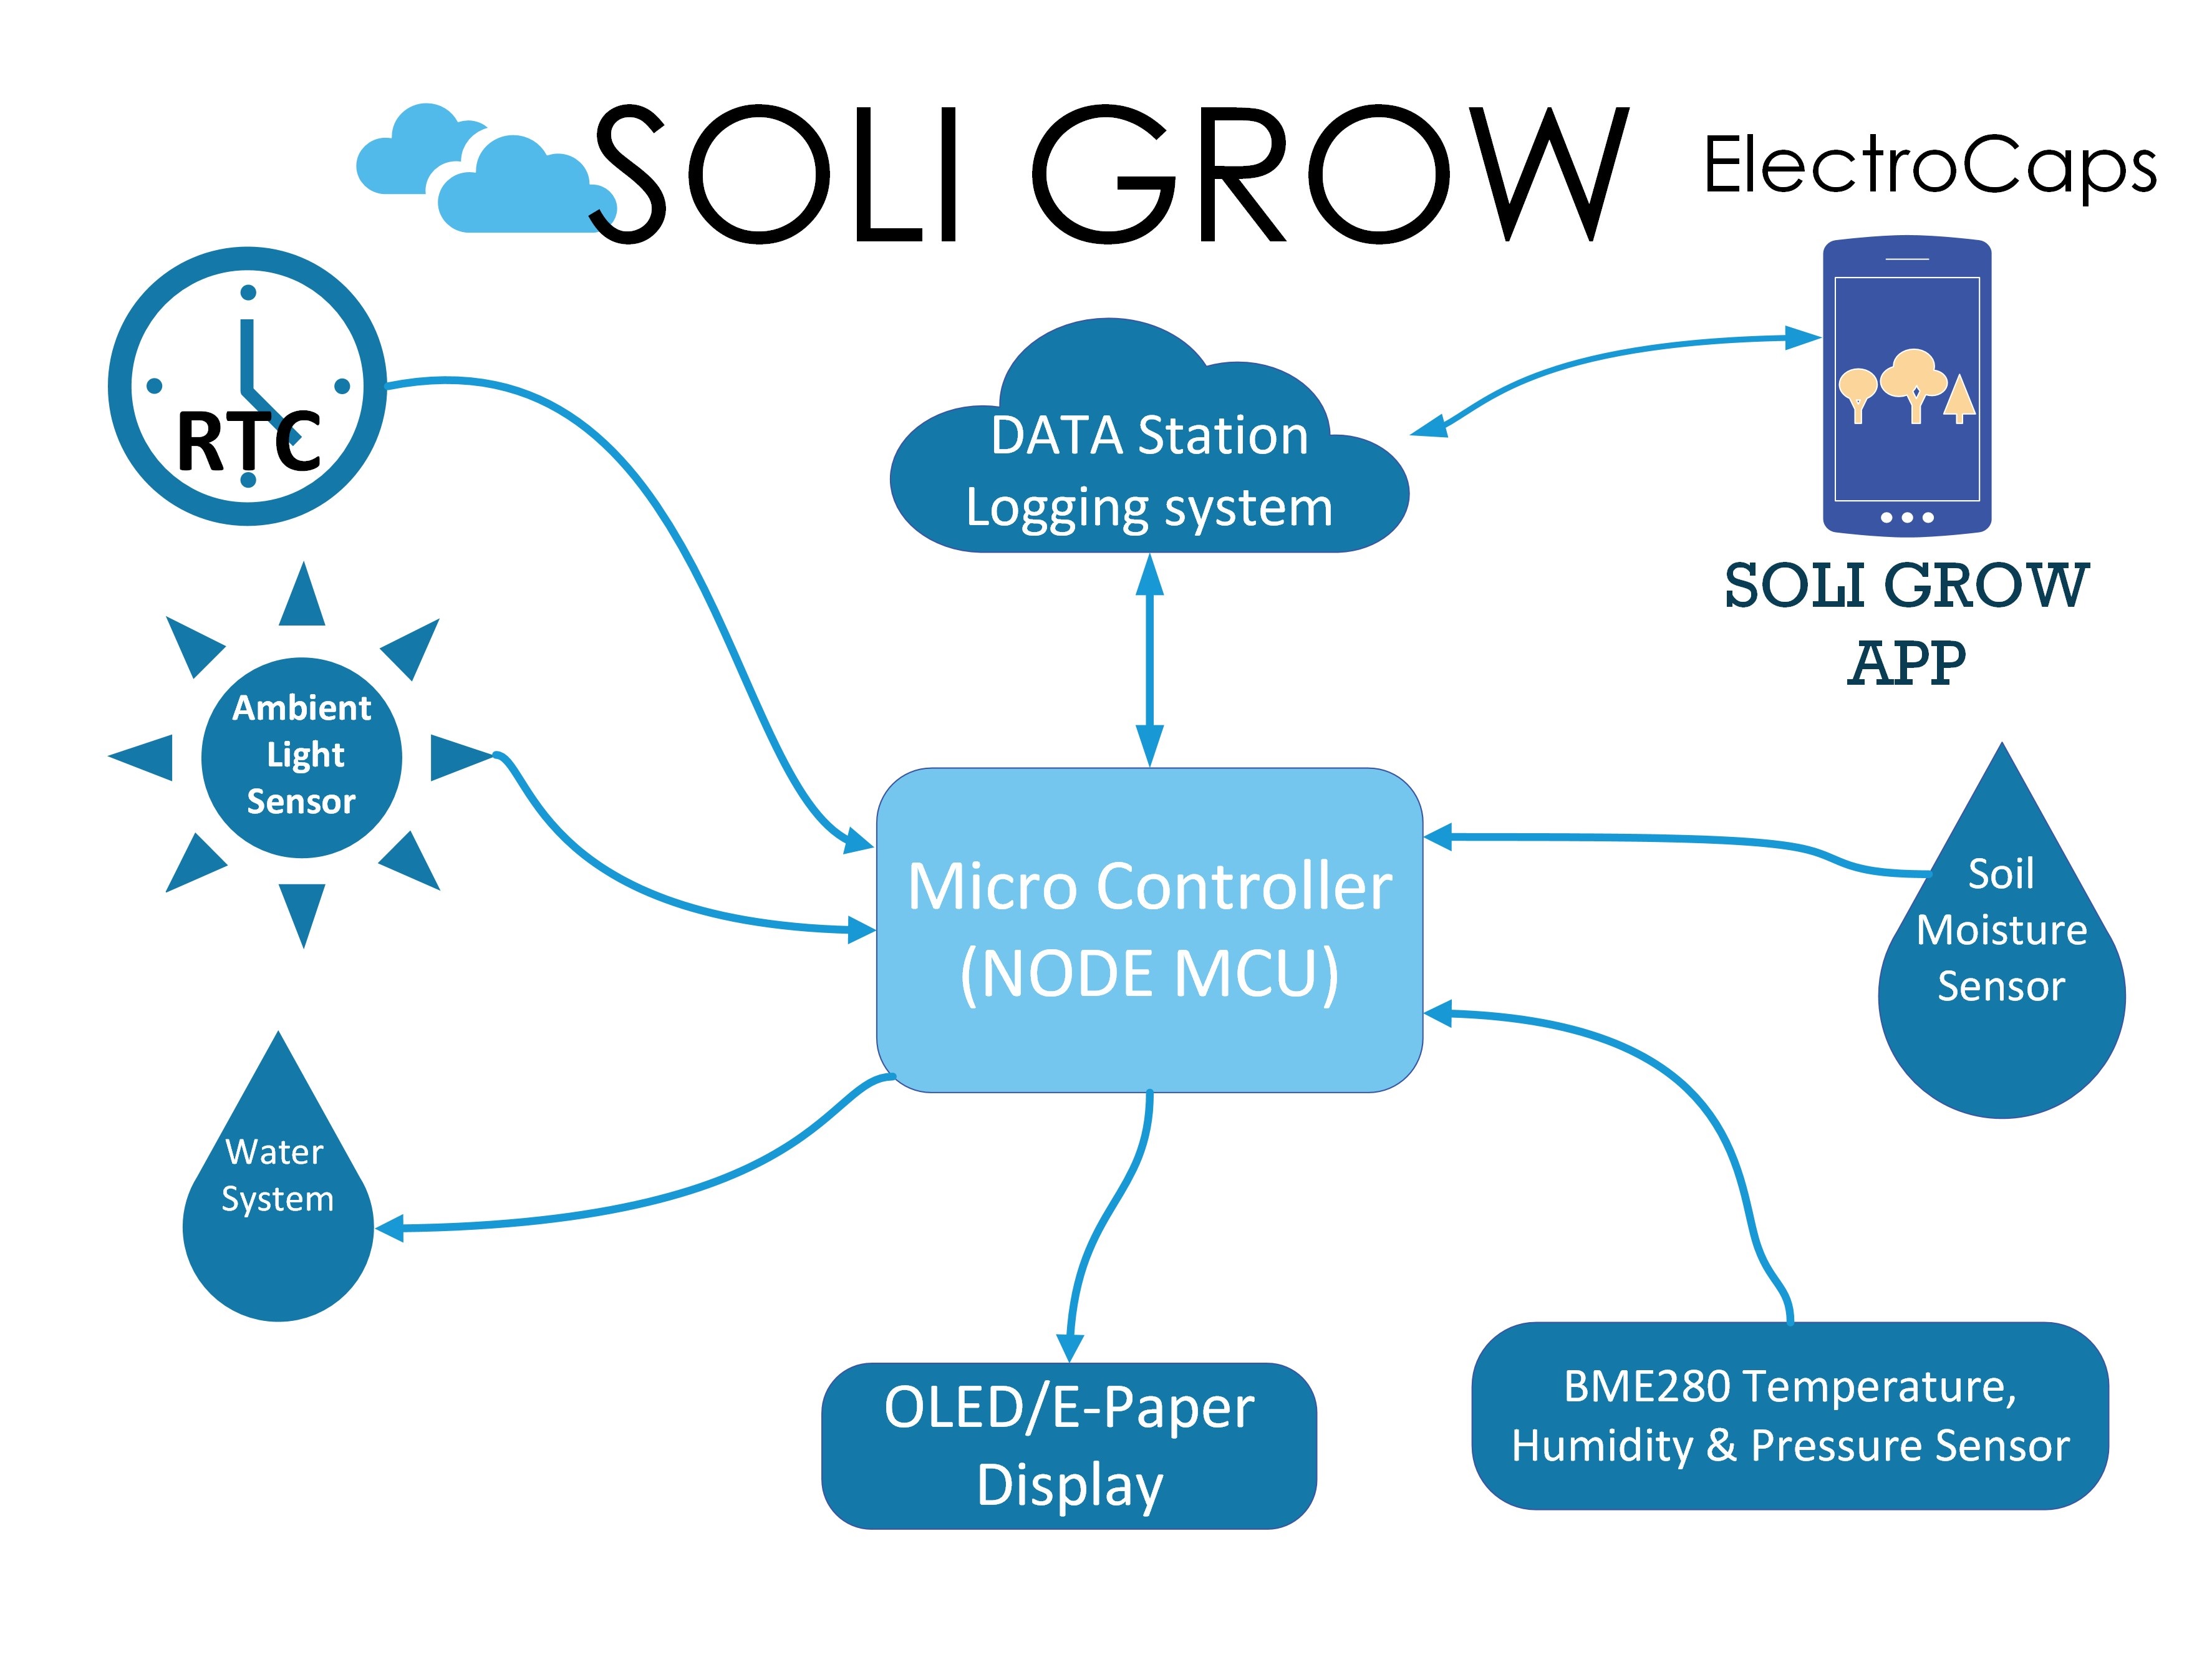 SOLI GROW
ElectroCaps
RTC
DATA Station
Logging system
SOLI GROW
APP
Ambient
Light
Sensor
Micro Controller
(NODE MCU)
Soil
Moisture
Sensor
Water
System
OLED/E-Paper
Display
BME280 Temperature,
Humidity & Pressure Sensor